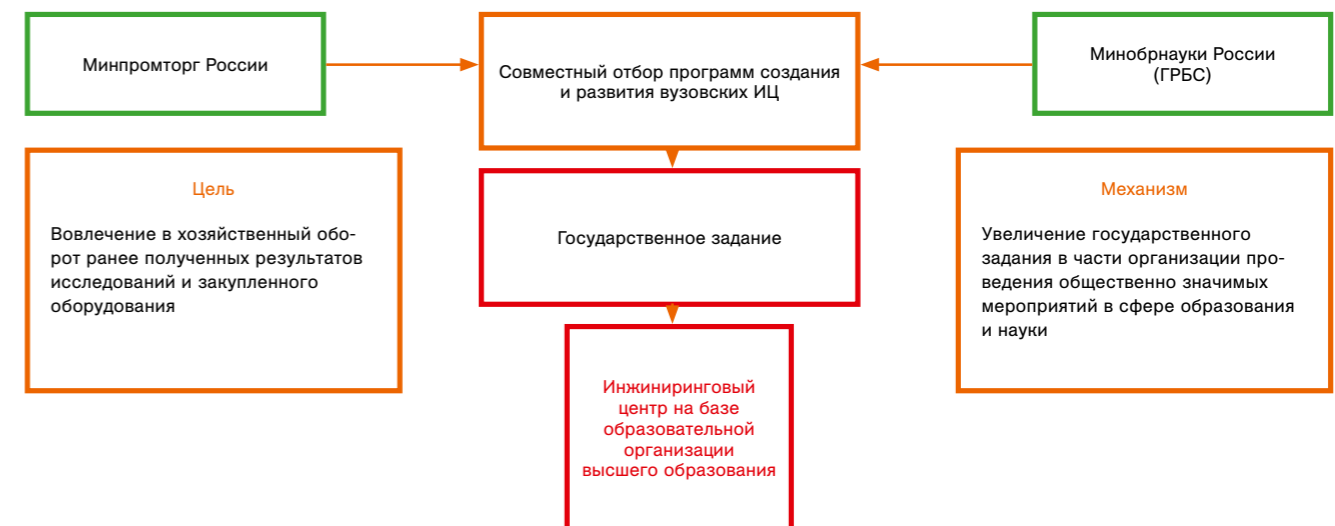 Минпромторг России
Совместный отбор программ создания
и развития вузовских ИЦ
Минобрнауки России
(ГРБС)
Цель
Вовлечение в хозяйственный обо-
рот ранее полученных результатов
исследований и закупленного
оборудования
Государственное задание
Механизм
Увеличение государственного
задания в части организации про-
ведения общественно значимых
мероприятий в сфере образования
и науки
Инжиниринговый
центр на базе
образовательной
организации
высшего образования